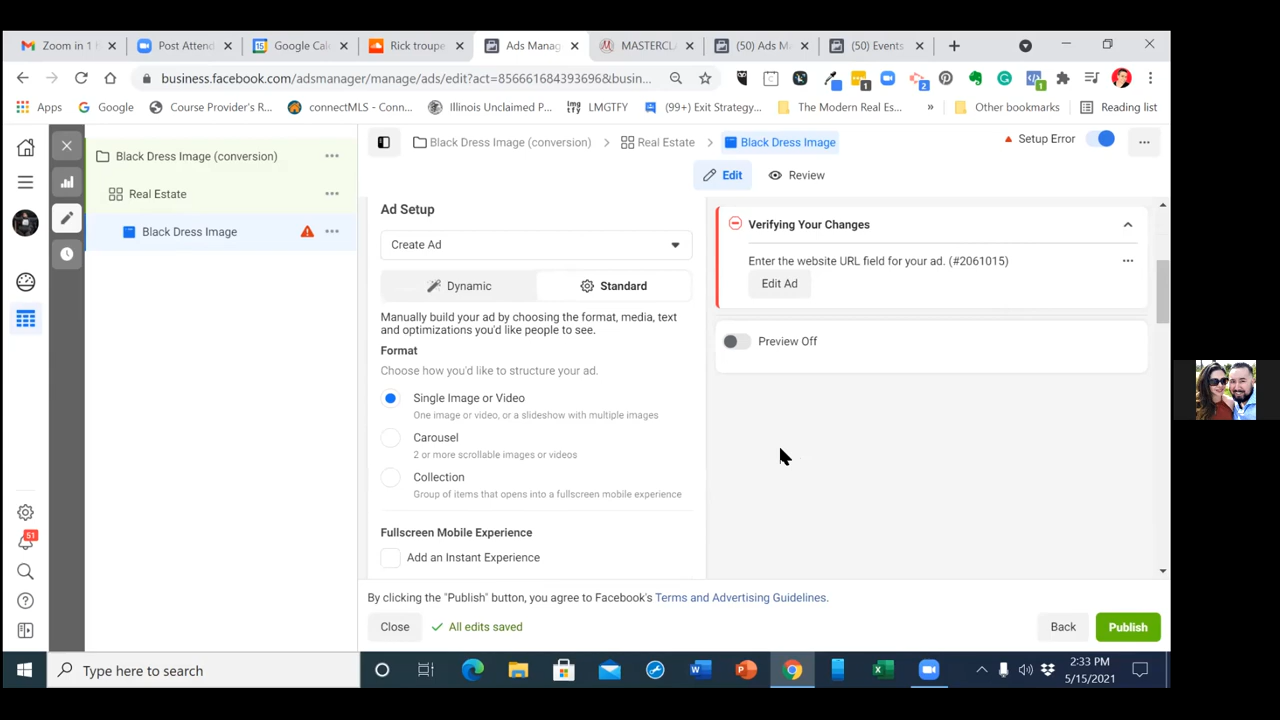 Zoom in 1 h
Post Attend
Google Cal
Rick troupe
Ads Manag
MASTERCL
(50) Ads M
(50) Events
business.facebook.com/adsmanager/manage/ads/edit?act=856661684393696&busin...
1
2
1
Apps
Google
Course Provider's R...
connectMLS - Conn...
Illinois Unclaimed P...
img LMGTFY
(99+) Exit Strategy...
The Modern Real Es...
»
Other bookmarks
Reading list
Black Dress Image (conversion)
Real Estate
Black Dress Image
Black Dress Image (conversion) > Real Estate > Black Dress Image
Setup Error
Edit
Review
Ad Setup
Create Ad
Dynamic
Standard
Manually build your ad by choosing the format, media, text
and optimizations you'd like people to see.
Format
Choose how you'd like to structure your ad.
Single Image or Video
One image or video, or a slideshow with multiple images
Carousel
2 or more scrollable images or videos
Collection
Group of items that opens into a fullscreen mobile experience
Fullscreen Mobile Experience
Add an Instant Experience
Verifying Your Changes
Enter the website URL field for your ad. (#2061015)
Edit Ad
Preview Off
51
By clicking the "Publish" button, you agree to Facebook's Terms and Advertising Guidelines.
Close
All edits saved
Back
Publish
Type here to search
2:33 PM
5/15/2021